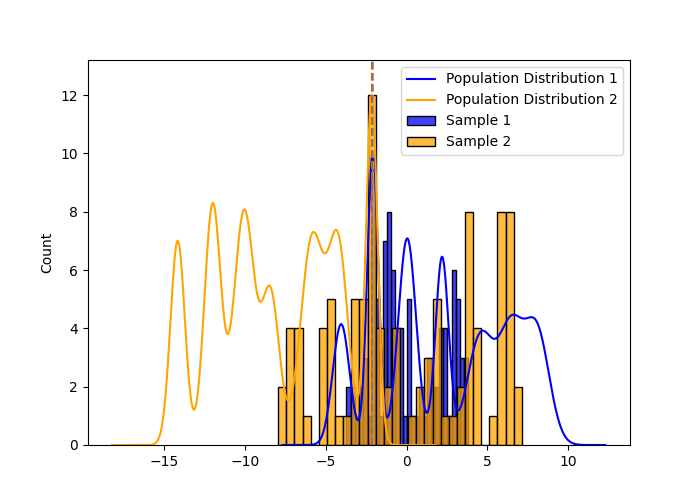 Population Distribution 1
Population Distribution 2
Sample 1
Sample 2
Count
12
10
8
6
4
2
0
−15
−10
−5
0
5
10